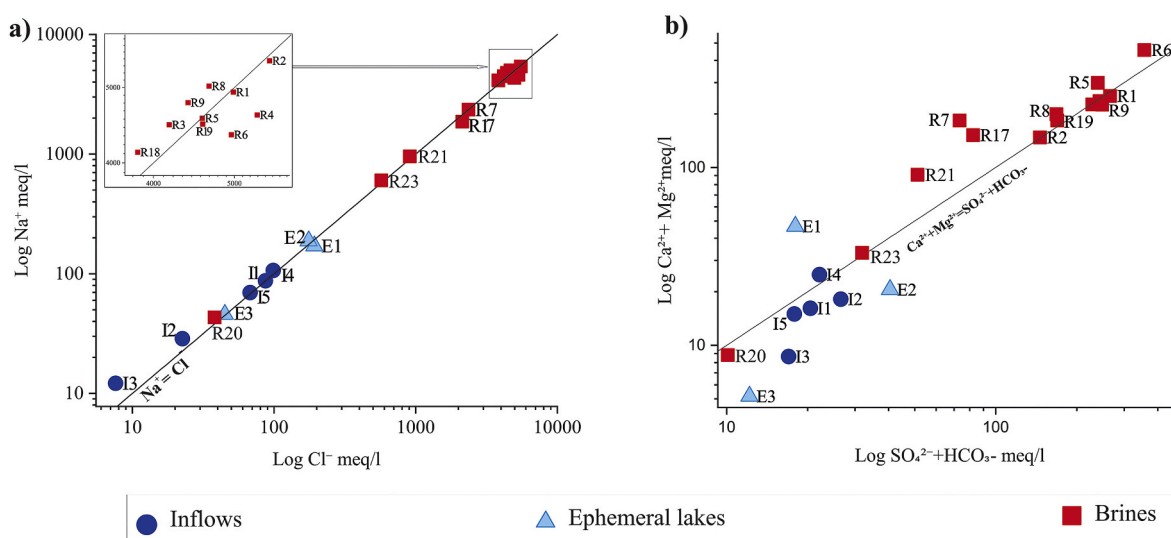 a)
10000
1000
100
10
Log Na⁺ meq/l
10
100
1000
10000
Log Cl⁻ meq/l
Na⁺= Cl⁻
5000
4000
4000
5000
R2
R8
R1
R9
R5
R4
R3
R19
R6
R18
R7
R17
R21
R23
E2
E1
I1
I4
I5
E3
I2
R20
I3
b)
100
10
Log Ca²⁺+ Mg²⁺meq/l
10
100
Log SO₄²⁻+HCO₃- meq/l
Ca²⁺+Mg²⁺=SO₄²⁻+HCO₃-
R6
R5
R1
R8
R9
R7
R19
R17
R2
R21
E1
R23
I4
E2
I2
I1
I5
R20
I3
E3
Inflows
Ephemeral lakes
Brines